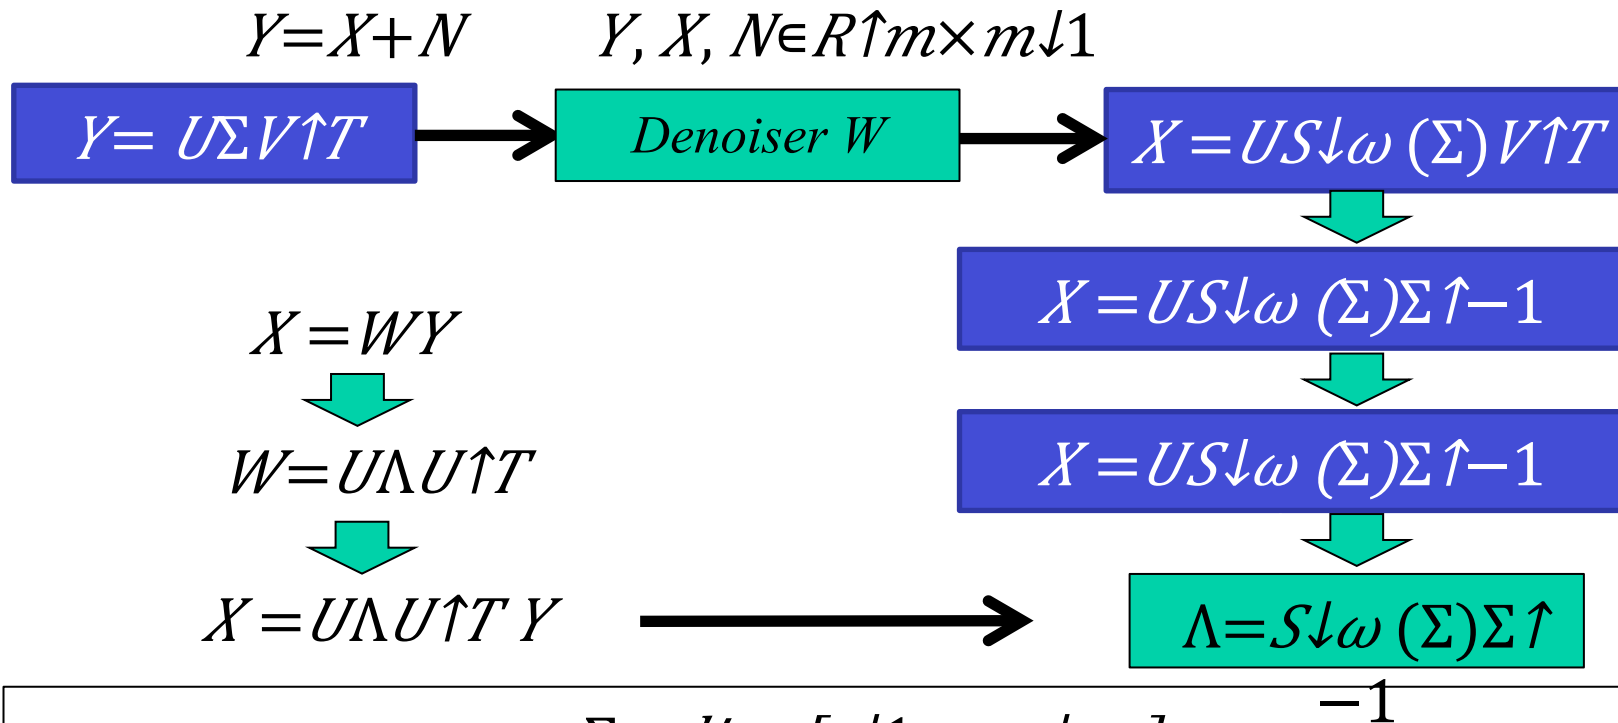 Y=X+N
Y, X, N∈R↑m×m↓1
Y= UΣV↑T
Denoiser W
X =US↓ω (Σ)V↑T
X =US↓ω (Σ)Σ↑−1
X =WY
X =US↓ω (Σ)Σ↑−1
W=UΛU↑T
X =UΛU↑T Y
Λ=S↓ω (Σ)Σ↑
−1